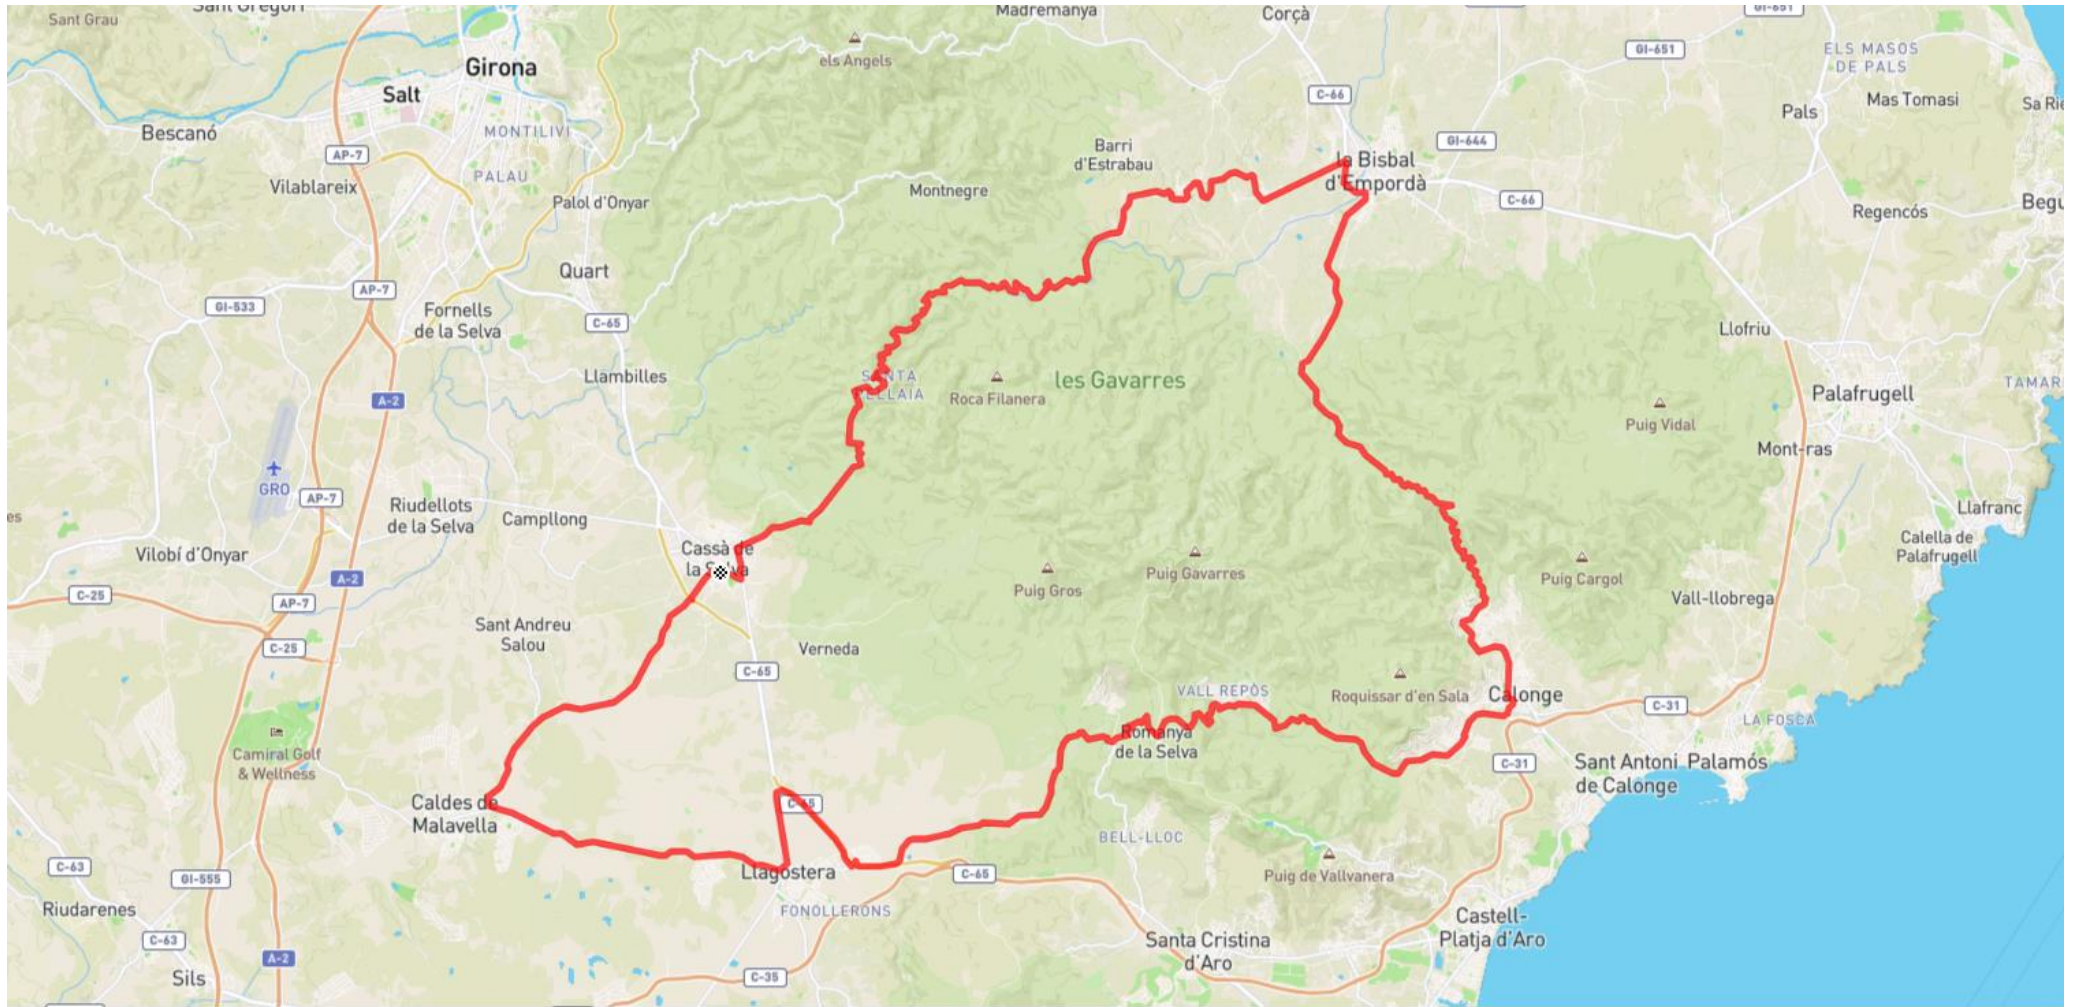 Sant Gregori
Sant Grau
Girona
Salt
Bescanó
MONTILIVI
AP-7
PALAU
Vilablareix
Palol d'Onyar
els Àngels
Madremanya
Corçà
GI-651
GI-651
ELS MASOS
DE PALS
C-66
Pals
Mas Tomasi
Sa Rie
Barri
d'Estrabau
GI-644
la Bisbal
d'Empordà
Montnegre
C-66
Regencós
Begu
Quart
AP-7
GI-533
Fornells
de la Selva
C-65
Llofriu
Llambilles
SANTA
PELLAIA
Roca Filanera
les Gavarres
A-2
Palafrugell
TAMAR
Puig Vidal
Mont-ras
GRO
AP-7
Riudellots
de la Selva
Campllong
Llafranc
es
Vilobí d'Onyar
Cassà de
la Selva
Calella de
Palafrugell
A-2
Puig Gros
Puig Gavarres
Puig Cargol
C-25
AP-7
Vall-llobrega
Sant Andreu
Salou
C-25
Verneda
C-65
VALL REPÒS
Roquissar d'en Sala
Calonge
C-31
LA FOSCA
Camiral Golf
& Wellness
Romanyà
de la Selva
C-31
Sant Antoni
de Calonge
Palamós
Caldes de
Malavella
C-65
BELL-LLOC
C-63
GI-555
Llagostera
C-65
Puig de Vallvanera
Riudarenes
FONOLLERONS
Castell-
Platja d'Aro
C-63
Santa Cristina
d'Aro
A-2
Sils
C-35